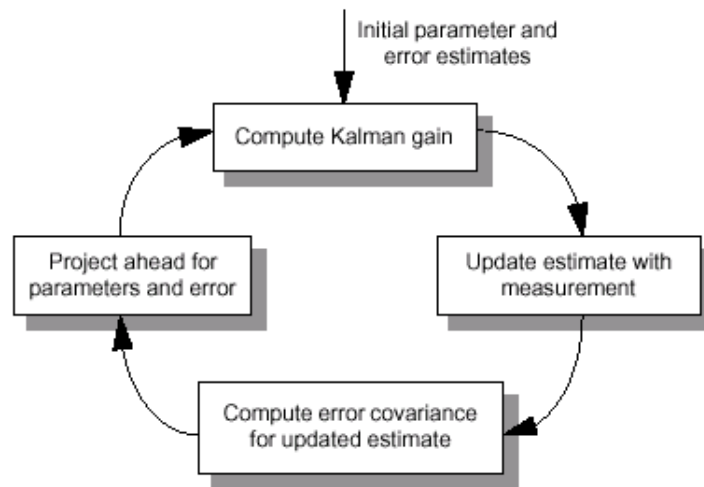 Initial parameter and
error estimates
Compute Kalman gain
Update estimate with
measurement
Compute error covariance
for updated estimate
Project ahead for
parameters and error